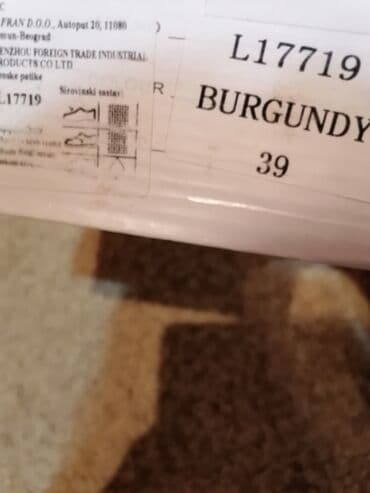 FRAN D.O.O., Autoput 20, 11080
mun-Beograd
ENZHOU FOREIGN TRADE INDUSTRIAL
RODUCTS CO LTD
nske patike
L17719
Sirovinski sastav:
R
L17719
BURGUNDY
39